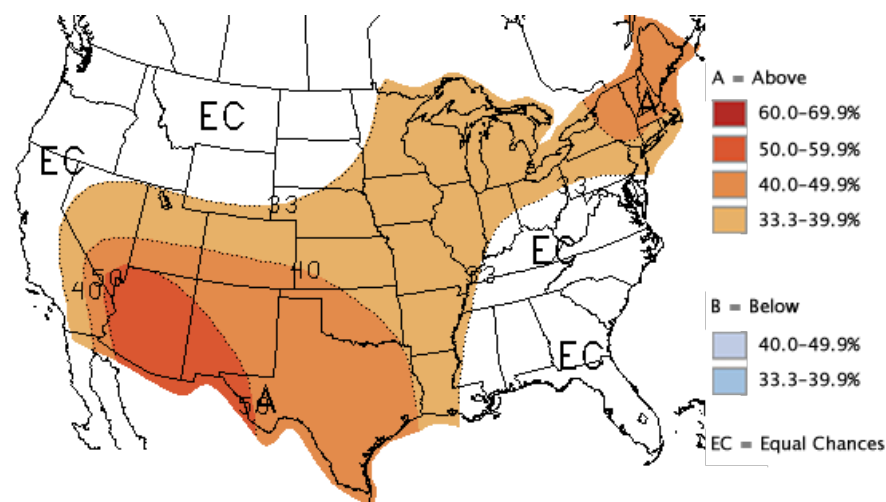 A = Above
60.0-69.9%
50.0-59.9%
40.0-49.9%
33.3-39.9%
B = Below
40.0-49.9%
33.3-39.9%
EC = Equal Chances
A
EC
EC
33
33
EC
40
50
40
33
EC
50
A